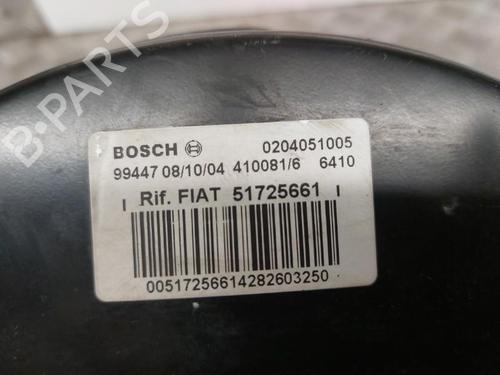 B-PARTS
BOSCH 0204051005
99447 08/10/04 410081/6 6410
I Rif. FIAT 51725661 I
00517256614282603250